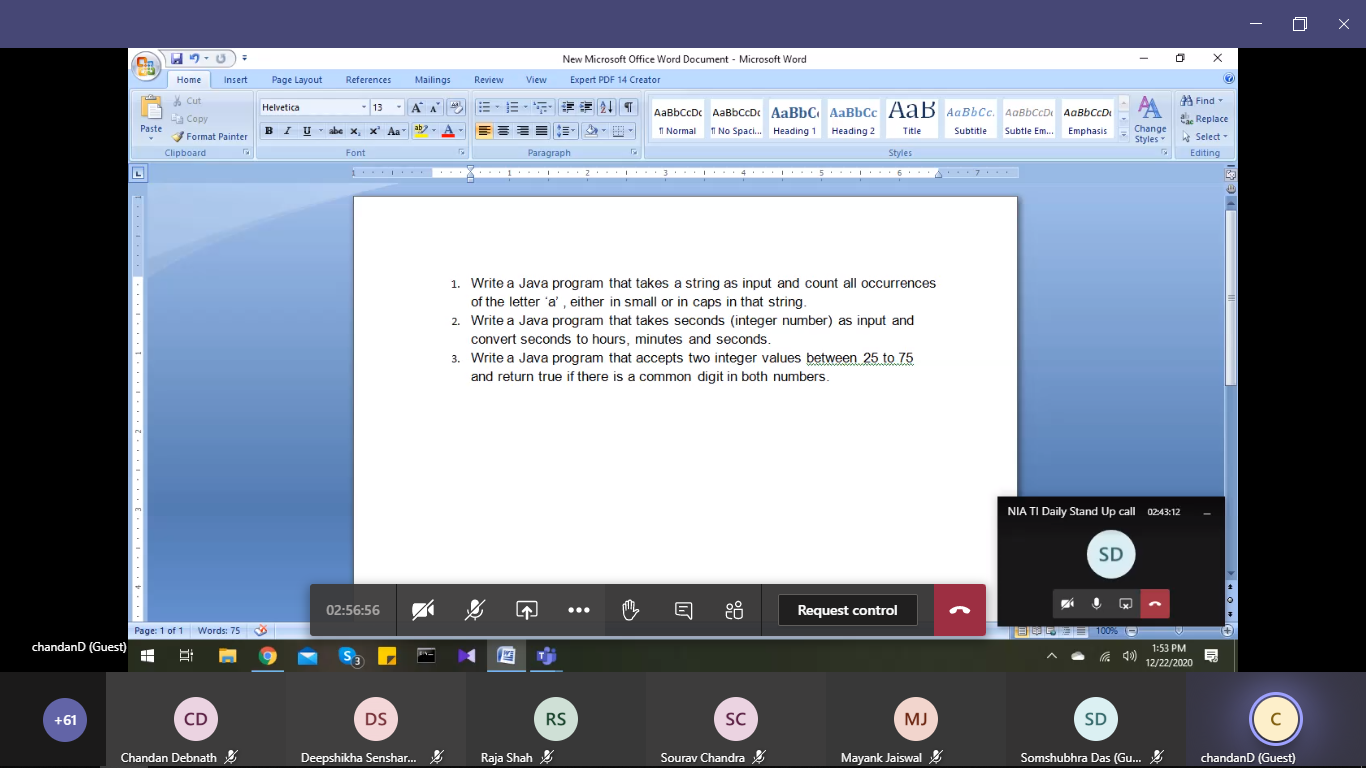 New Microsoft Office Word Document - Microsoft Word
Home Insert Page Layout References Mailings Review View Expert PDF 14 Creator
Paste
Cut
Copy
Format Painter
Clipboard
Helvetica 13
Font
Paragraph
AaBbCcDc AaBbCcDc AaBbC AaBbCc AaB AaBbCc. AaBbCcDc AaBbCcDc
¶ Normal ¶ No Spaci... Heading 1 Heading 2 Title Subtitle Subtle Em... Emphasis
Change
Styles
Styles
Find
Replace
Select
Editing
1 1 2 3 4 5 6 7
1. Write a Java program that takes a string as input and count all occurrences
of the letter ‘a’ , either in small or in caps in that string.
2. Write a Java program that takes seconds (integer number) as input and
convert seconds to hours, minutes and seconds.
3. Write a Java program that accepts two integer values between 25 to 75
and return true if there is a common digit in both numbers.
NIA TI Daily Stand Up call 02:43:12
SD
02:56:56
Request control
Page: 1 of 1 Words: 75
100%
chandanD (Guest)
3
1:53 PM
12/22/2020
+61
CD DS RS SC MJ SD C
Chandan Debnath Deepshikha Senshar... Raja Shah Sourav Chandra Mayank Jaiswal Somshubhra Das (Gu... chandanD (Guest)